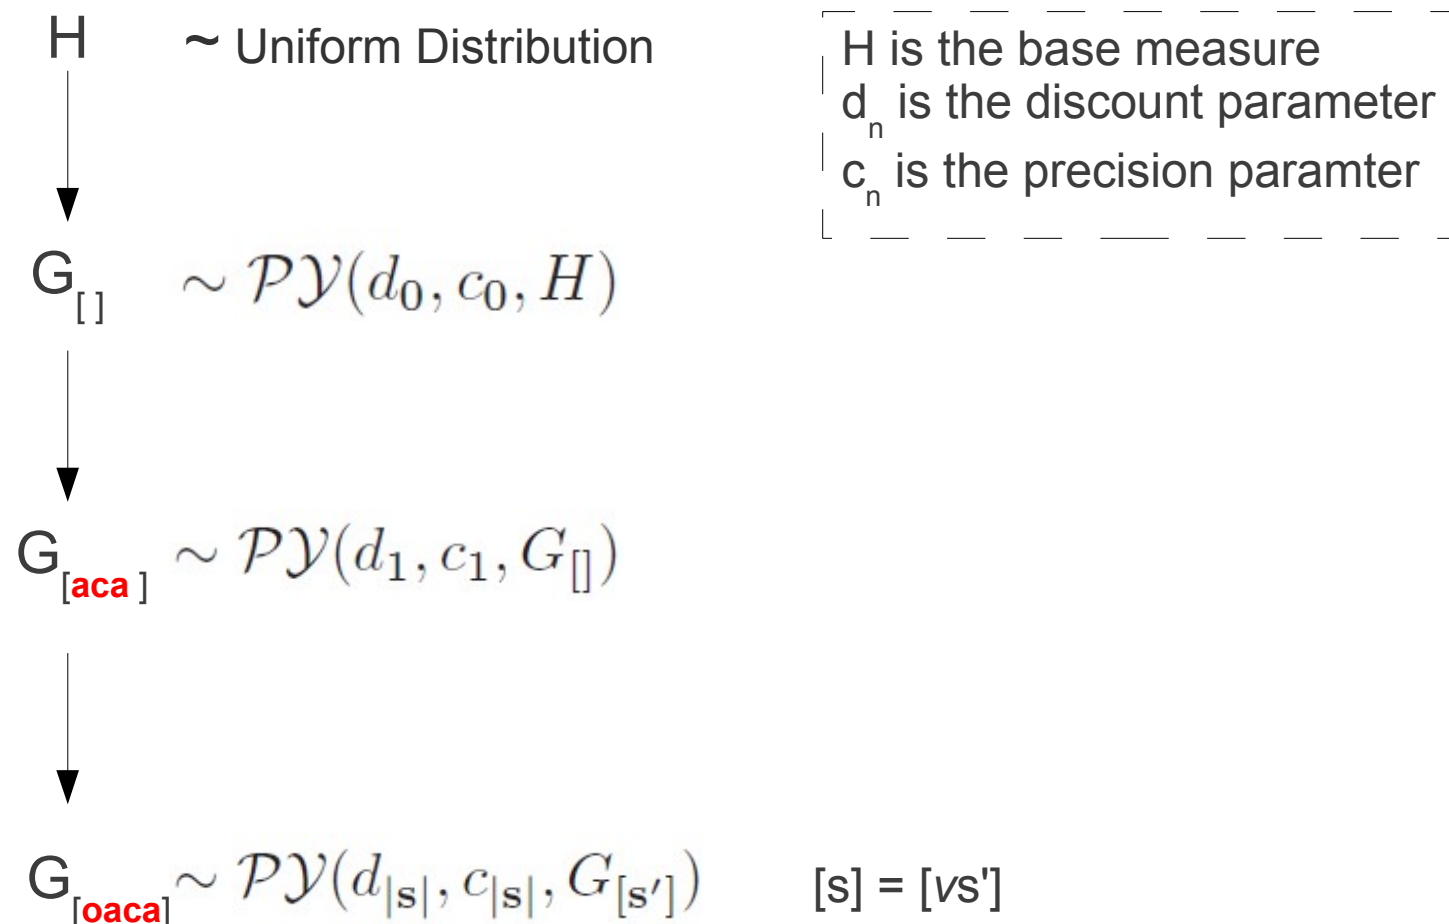 H ~ Uniform Distribution
H is the base measure
d_n is the discount parameter
c_n is the precision paramter
G_[ ] ∼ 𝒫𝒴(d_0, c_0, H)
G_[aca ] ∼ 𝒫𝒴(d_1, c_1, G_[])
G_[oaca] ∼ 𝒫𝒴(d_|s|, c_|s|, G_[s′]) [s] = [vs']